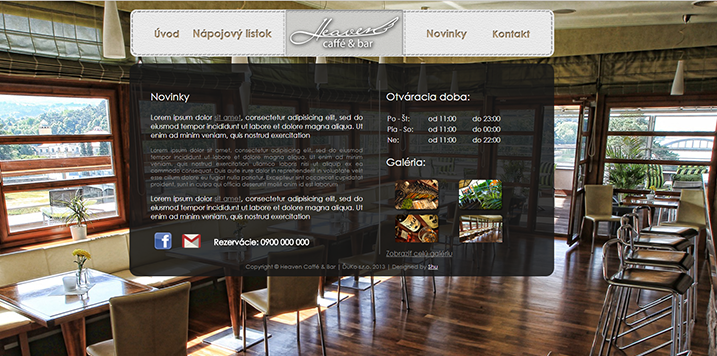 Úvod
Nápojový lístok
Heaven
caffé & bar
Novinky
Kontakt
Novinky
Lorem ipsum dolor sit amet, consectetur adipisicing elit, sed do
eiusmod tempor incididunt ut labore et dolore magna aliqua. Ut
enim ad minim veniam, quis nostrud exercitation
Lorem ipsum dolor sit amet, consectetur adipisicing elit, sed do eiusmod
tempor incididunt ut labore et dolore magna aliqua. Ut enim ad minim veniam,
quis nostrud exercitation ullamco laboris nisi ut aliquip ex ea
commodo consequat. Duis aute irure dolor in reprehenderit in voluptate velit
esse cillum dolore eu fugiat nulla pariatur. Excepteur sint occaecat cupidatat
proident, sunt in culpa qui officia deserunt mollit anim id est laborum.
Lorem ipsum dolor sit amet, consectetur adipisicing elit, sed do
eiusmod tempor incididunt ut labore et dolore magna aliqua. Ut
enim ad minim veniam, quis nostrud exercitation
Rezervácie: 0900 000 000
Otváracia doba:
Po - Št: od 11:00 do 23:00
Pia - So: od 11:00 do 00:00
Ne: od 11:00 do 22:00
Galéria:
Zobraziť celú galériu
Copyright © Heaven Caffé & Bar | DuKo s.r.o. 2013 | Designed by Shu